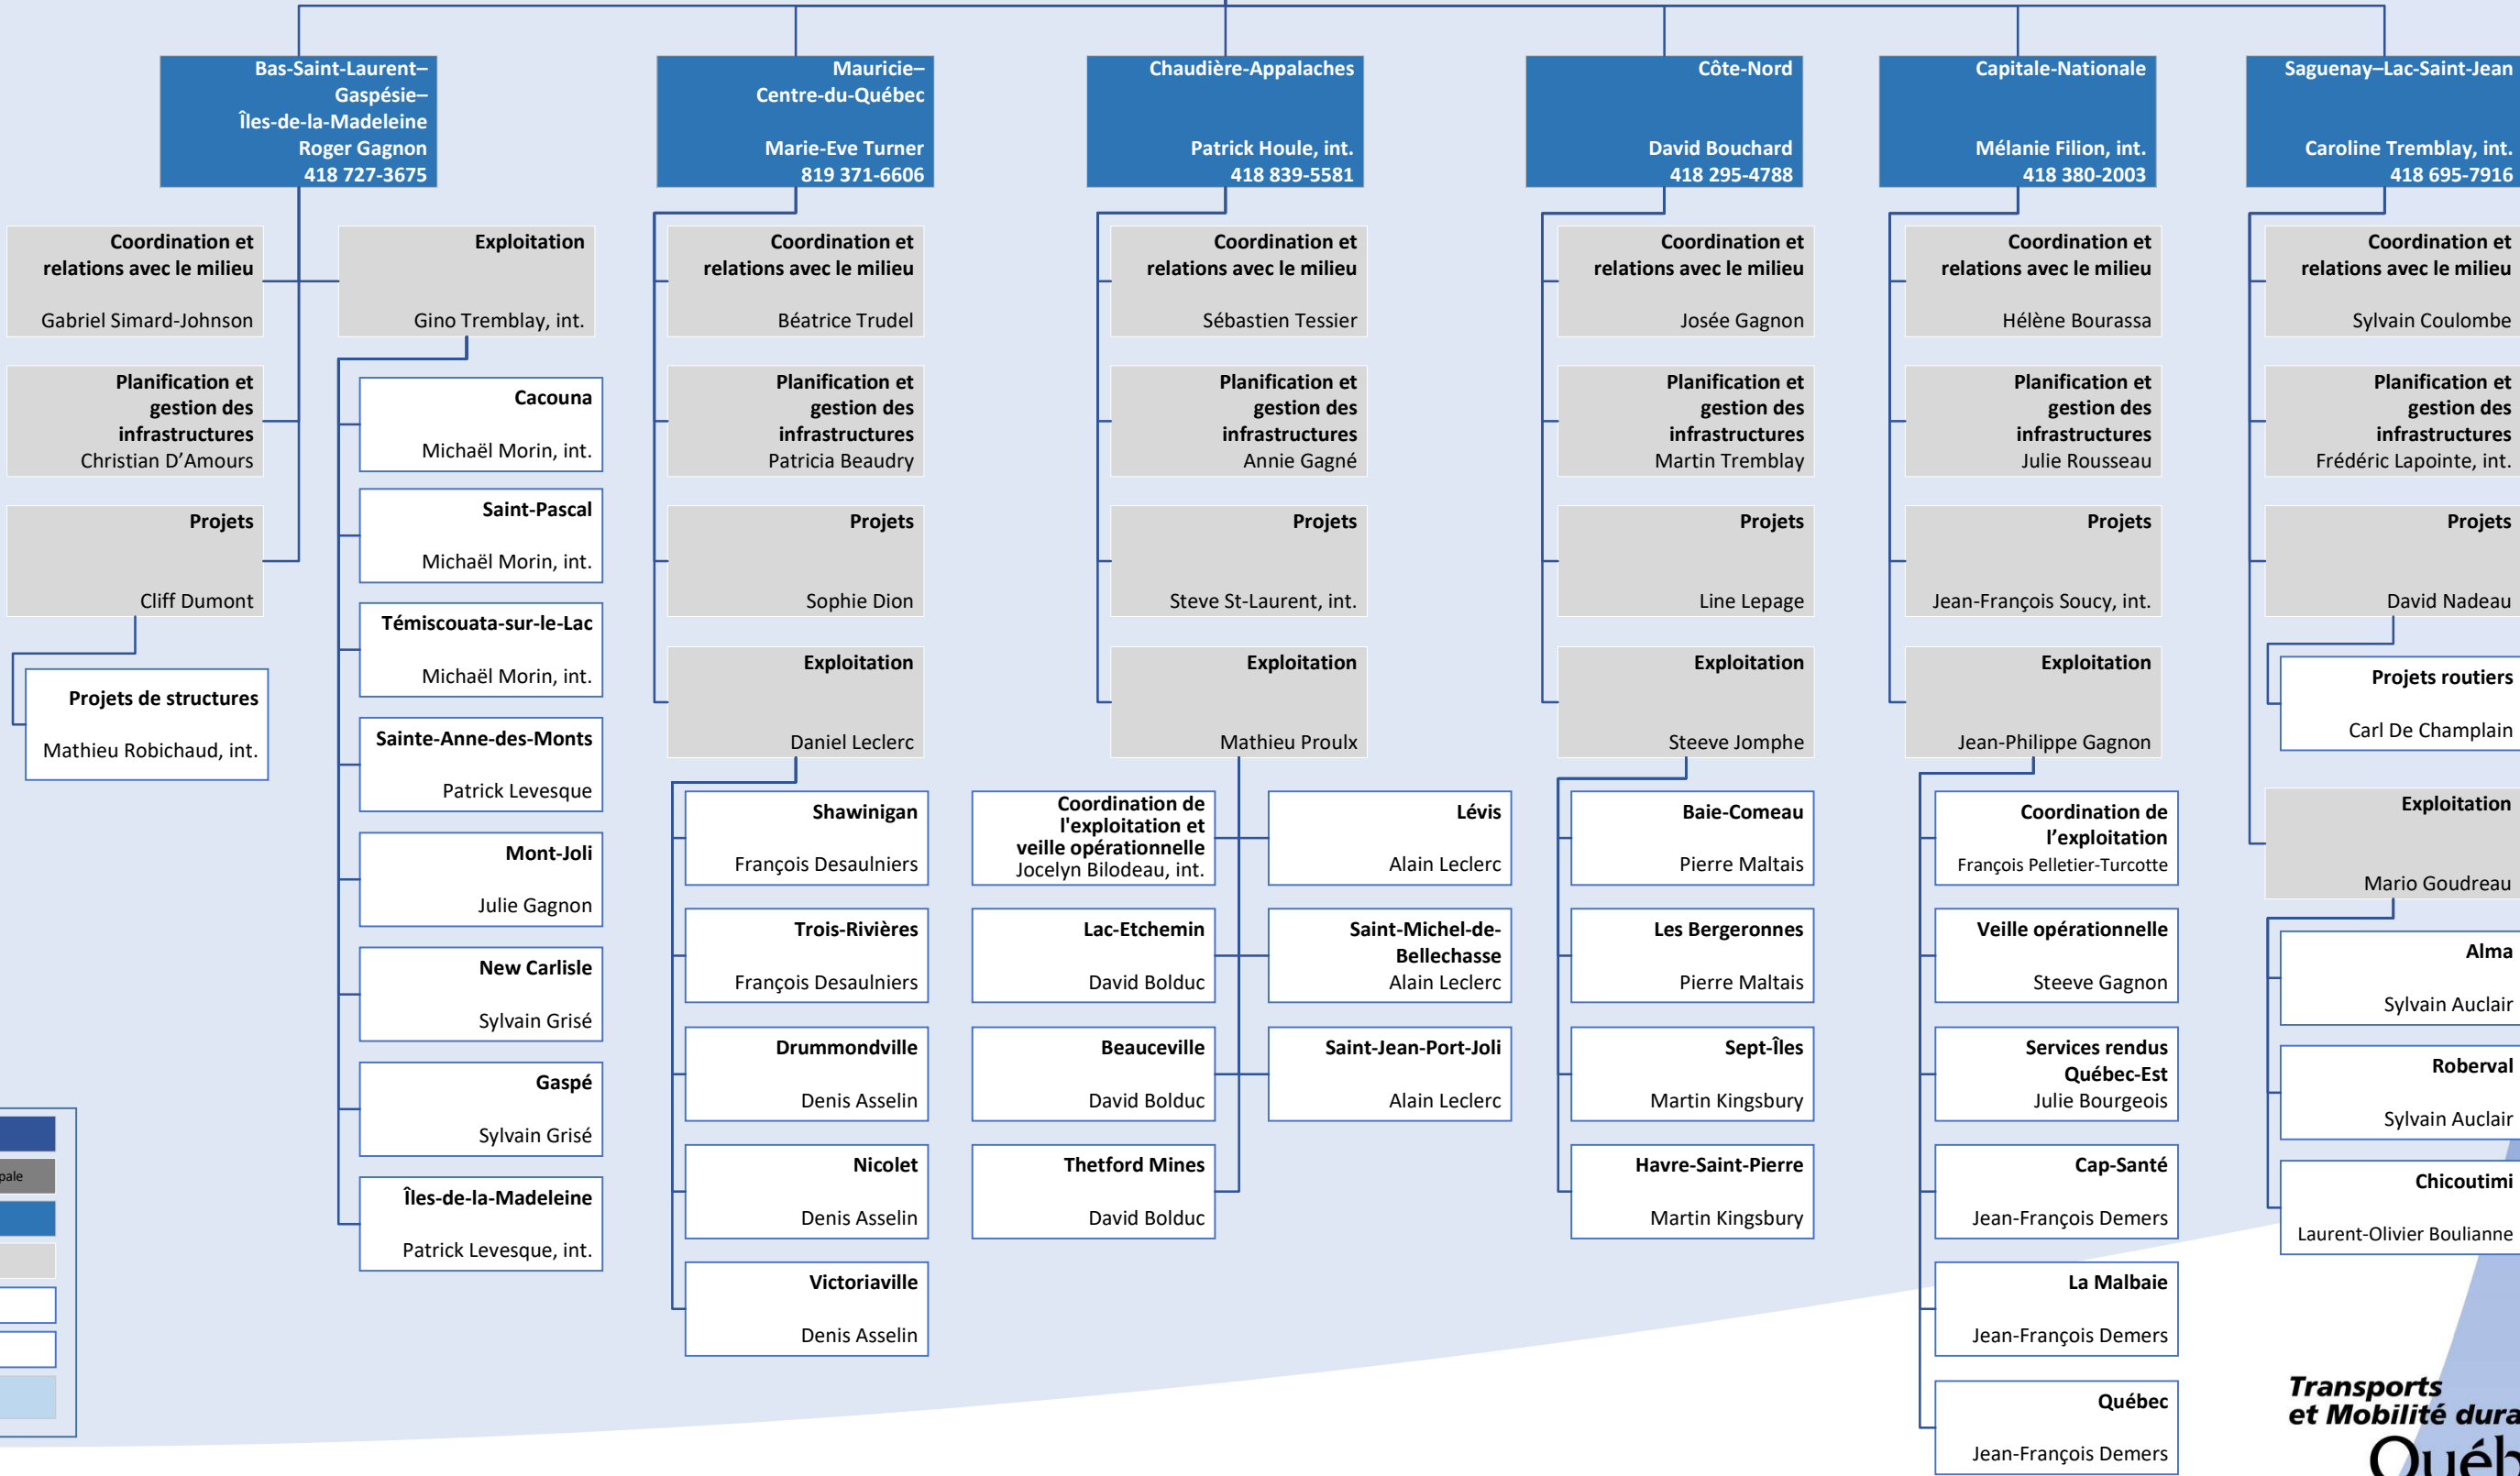 Bas-Saint-Laurent–
Gaspésie–
Îles-de-la-Madeleine
Roger Gagnon
418 727-3675
Mauricie–
Centre-du-Québec
Marie-Eve Turner
819 371-6606
Chaudière-Appalaches
Patrick Houle, int.
418 839-5581
Côte-Nord
David Bouchard
418 295-4788
Capitale-Nationale
Mélanie Filion, int.
418 380-2003
Saguenay–Lac-Saint-Jean
Caroline Tremblay, int.
418 695-7916
Coordination et
relations avec le milieu
Gabriel Simard-Johnson
Planification et
gestion des
infrastructures
Christian D’Amours
Projets
Cliff Dumont
Projets de structures
Mathieu Robichaud, int.
Exploitation
Gino Tremblay, int.
Cacouna
Michaël Morin, int.
Saint-Pascal
Michaël Morin, int.
Témiscouata-sur-le-Lac
Michaël Morin, int.
Sainte-Anne-des-Monts
Patrick Levesque
Mont-Joli
Julie Gagnon
New Carlisle
Sylvain Grisé
Gaspé
Sylvain Grisé
Îles-de-la-Madeleine
Patrick Levesque, int.
Coordination et
relations avec le milieu
Béatrice Trudel
Planification et
gestion des
infrastructures
Patricia Beaudry
Projets
Sophie Dion
Exploitation
Daniel Leclerc
Shawinigan
François Desaulniers
Trois-Rivières
François Desaulniers
Drummondville
Denis Asselin
Nicolet
Denis Asselin
Victoriaville
Denis Asselin
Coordination et
relations avec le milieu
Sébastien Tessier
Planification et
gestion des
infrastructures
Annie Gagné
Projets
Steve St-Laurent, int.
Exploitation
Mathieu Proulx
Coordination de
l'exploitation et
veille opérationnelle
Jocelyn Bilodeau, int.
Lac-Etchemin
David Bolduc
Beauceville
David Bolduc
Thetford Mines
David Bolduc
Lévis
Alain Leclerc
Saint-Michel-de-
Bellechasse
Alain Leclerc
Saint-Jean-Port-Joli
Alain Leclerc
Coordination et
relations avec le milieu
Josée Gagnon
Planification et
gestion des
infrastructures
Martin Tremblay
Projets
Line Lepage
Exploitation
Steeve Jomphe
Baie-Comeau
Pierre Maltais
Les Bergeronnes
Pierre Maltais
Sept-Îles
Martin Kingsbury
Havre-Saint-Pierre
Martin Kingsbury
Coordination et
relations avec le milieu
Hélène Bourassa
Planification et
gestion des
infrastructures
Julie Rousseau
Projets
Jean-François Soucy, int.
Exploitation
Jean-Philippe Gagnon
Coordination de
l’exploitation
François Pelletier-Turcotte
Veille opérationnelle
Steeve Gagnon
Services rendus
Québec-Est
Julie Bourgeois
Cap-Santé
Jean-François Demers
La Malbaie
Jean-François Demers
Québec
Jean-François Demers
Coordination et
relations avec le milieu
Sylvain Coulombe
Planification et
gestion des
infrastructures
Frédéric Lapointe, int.
Projets
David Nadeau
Projets routiers
Carl De Champlain
Exploitation
Mario Goudreau
Alma
Sylvain Auclair
Roberval
Sylvain Auclair
Chicoutimi
Laurent-Olivier Boulianne
pale
Transports
et Mobilité dura
Québ